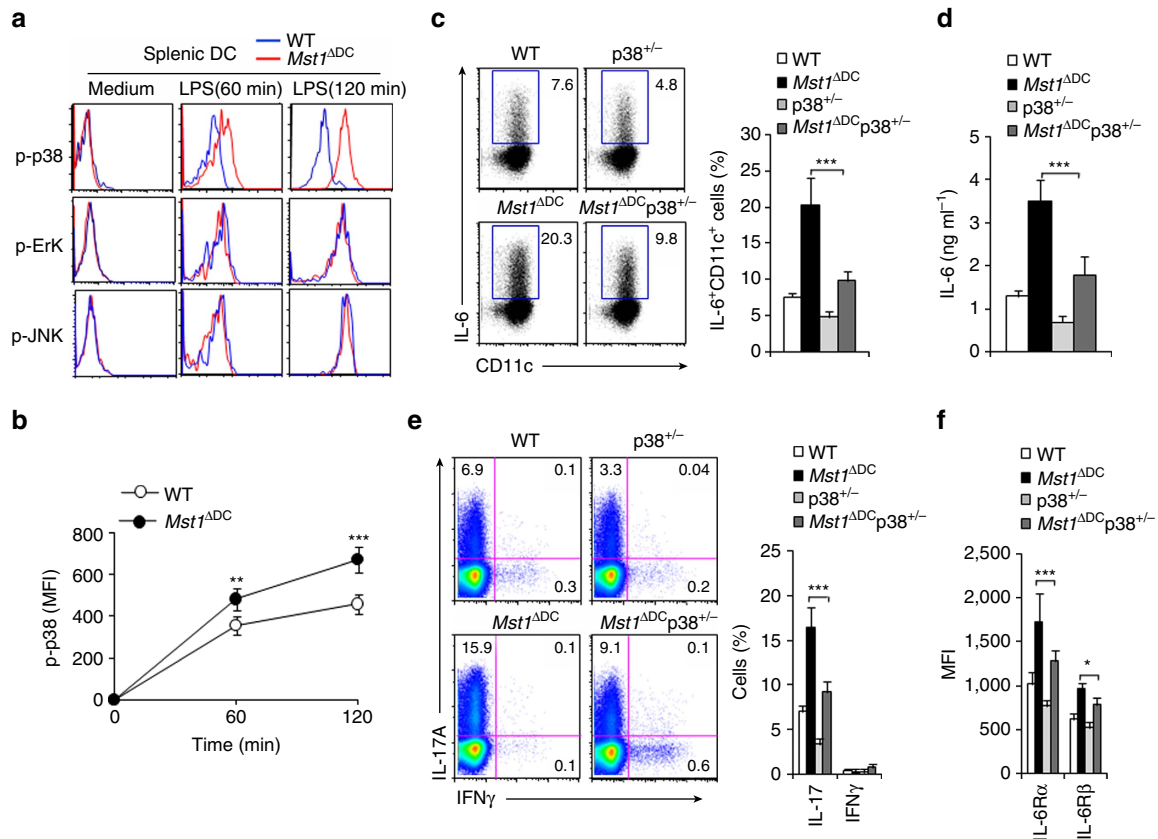 a
WT
Splenic DC
Mst1ΔDC
Medium
LPS(60 min)
LPS(120 min)
p-p38
p-ErK
p-JNK
b
WT
Mst1ΔDC
800
600
400
200
0
p-p38 (MFI)
**
***
0
60
120
Time (min)
c
WT
p38+/−
7.6
4.8
Mst1ΔDC
Mst1ΔDCp38+/−
20.3
9.8
IL-6
CD11c
WT
Mst1ΔDC
p38+/−
Mst1ΔDCp38+/−
***
30
25
20
15
10
5
0
IL-6+CD11c+ cells (%)
d
WT
Mst1ΔDC
p38+/−
Mst1ΔDCp38+/−
***
5
4
3
2
1
0
IL-6 (ng ml−1)
e
WT
p38+/−
6.9
0.1
3.3
0.04
0.3
0.2
Mst1ΔDC
Mst1ΔDCp38+/−
15.9
0.1
9.1
0.1
0.1
0.6
IL-17A
IFNγ
WT
Mst1ΔDC
p38+/−
Mst1ΔDCp38+/−
25
20
15
10
5
0
Cells (%)
***
IL-17
IFNγ
f
WT
Mst1ΔDC
p38+/−
Mst1ΔDCp38+/−
2,500
2,000
1,500
1,000
500
0
MFI
***
*
IL-6Rα
IL-6Rβ